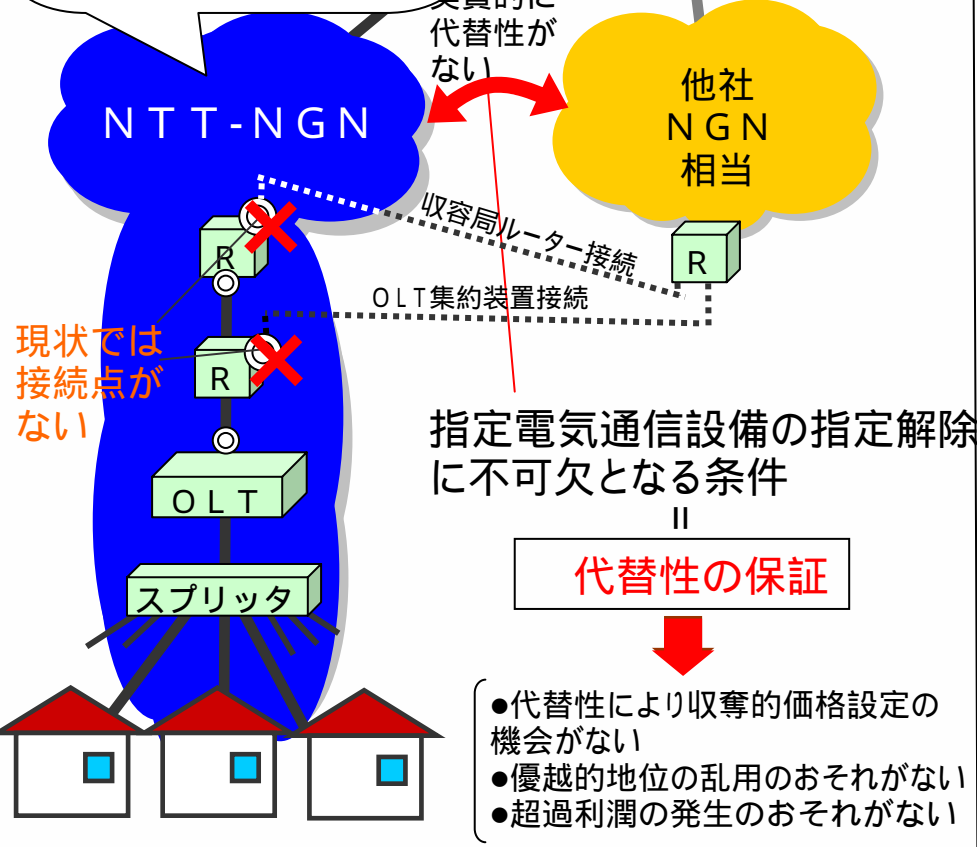 実質的に
代替性が
ない
ＮＴＴ-ＮＧＮ
他社
ＮＧＮ
相当
収容局ルーター接続
R
R
OLT集約装置接続
現状では
接続点が
ない
R
指定電気通信設備の指定解除
に不可欠となる条件
＝
ＯＬＴ
代替性の保証
スプリッタ
●代替性により収奪的価格設定の
機会がない
●優越的地位の乱用のおそれがない
●超過利潤の発生のおそれがない